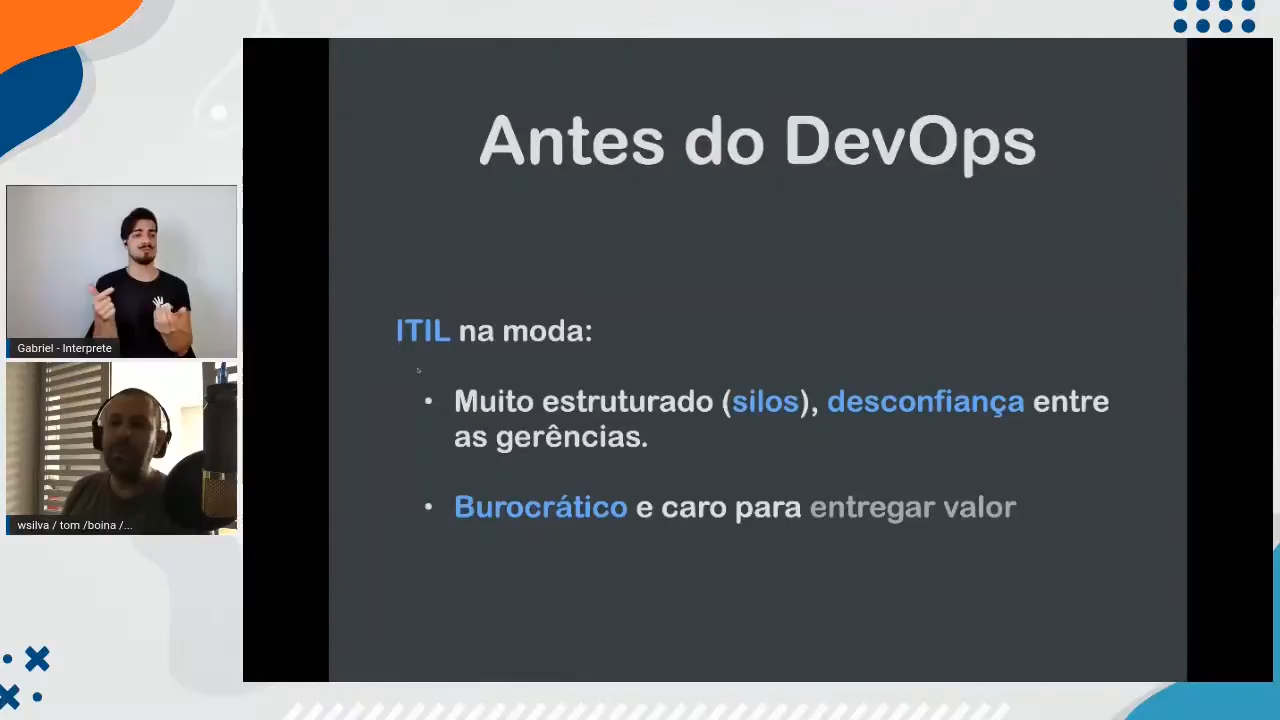 Antes do DevOps
ITIL na moda:
• Muito estruturado (silos), desconfiança entre
as gerências.
• Burocrático e caro para entregar valor
Gabriel - Interprete
wsilva / tom /boina /...